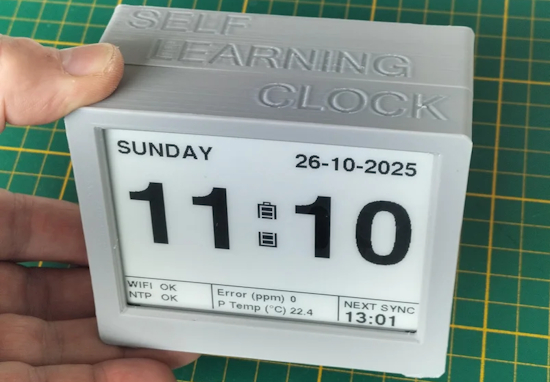 SELF
LEARNING
CLOCK
SUNDAY 26-10-2025
11:10
WIFI OK
NTP OK
Error (ppm) 0
P Temp (°C) 22.4
NEXT SYNC
13:01